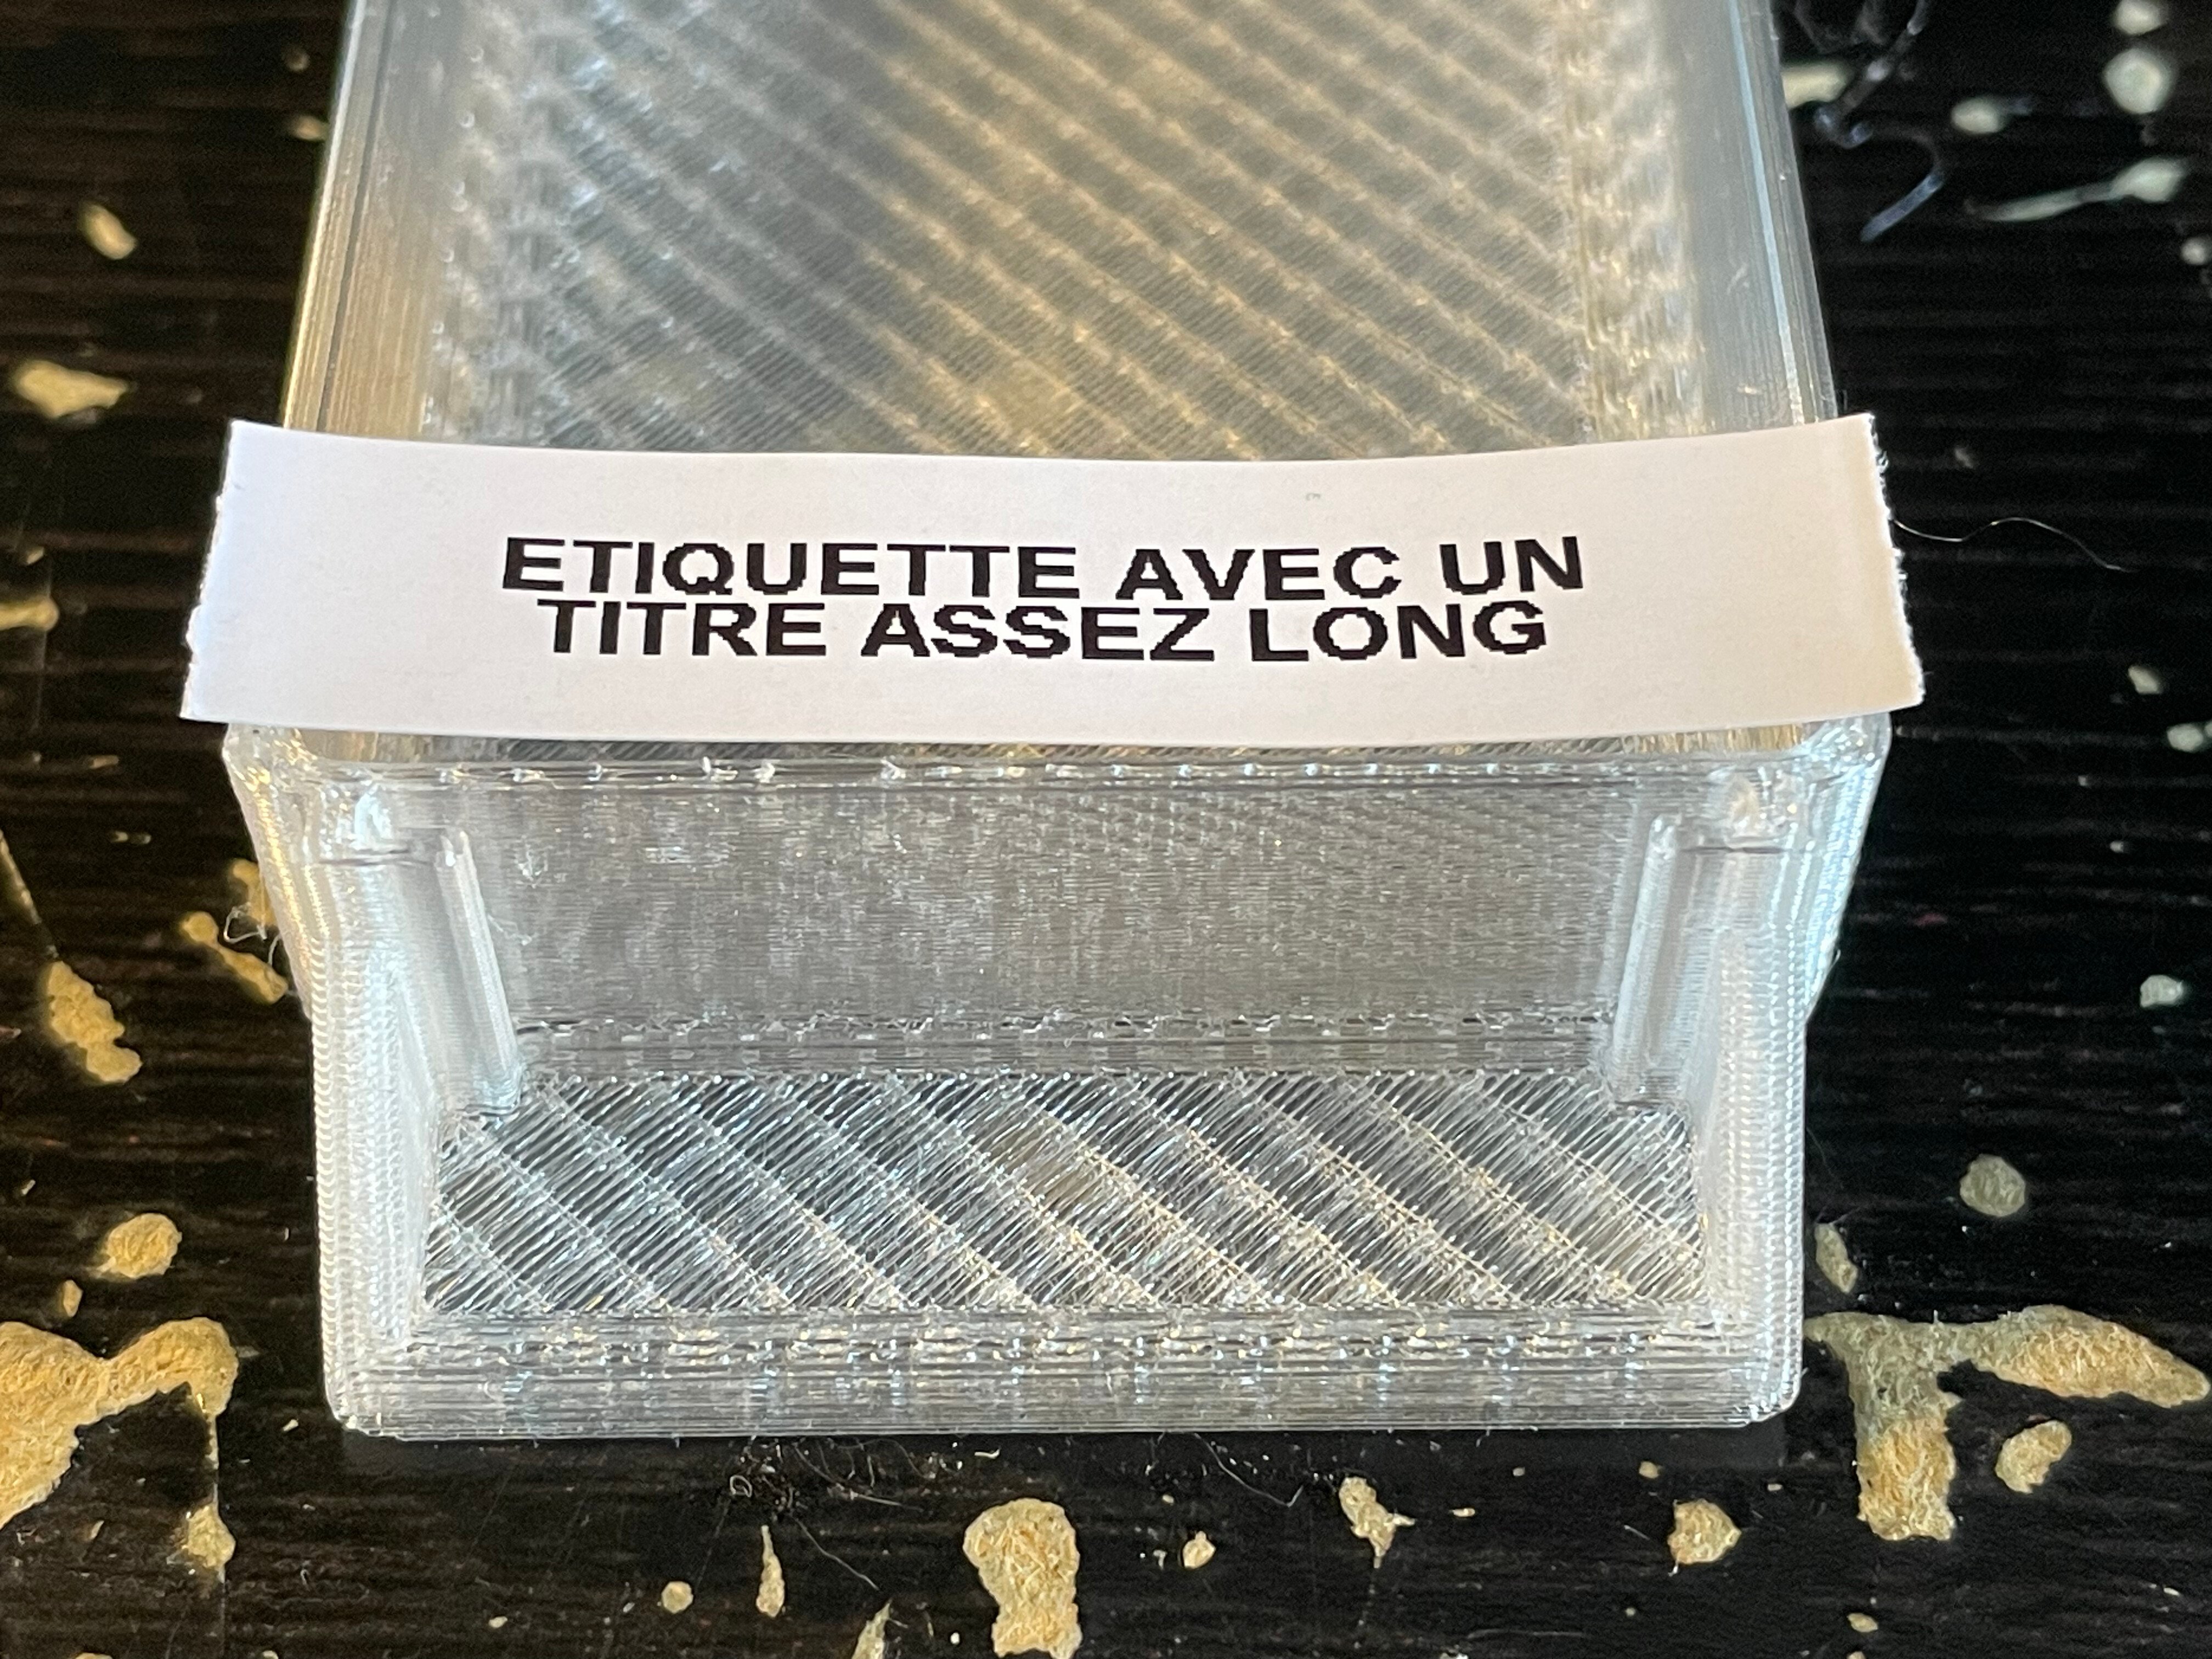 ETIQUETTE AVEC UN
TITRE ASSEZ LONG